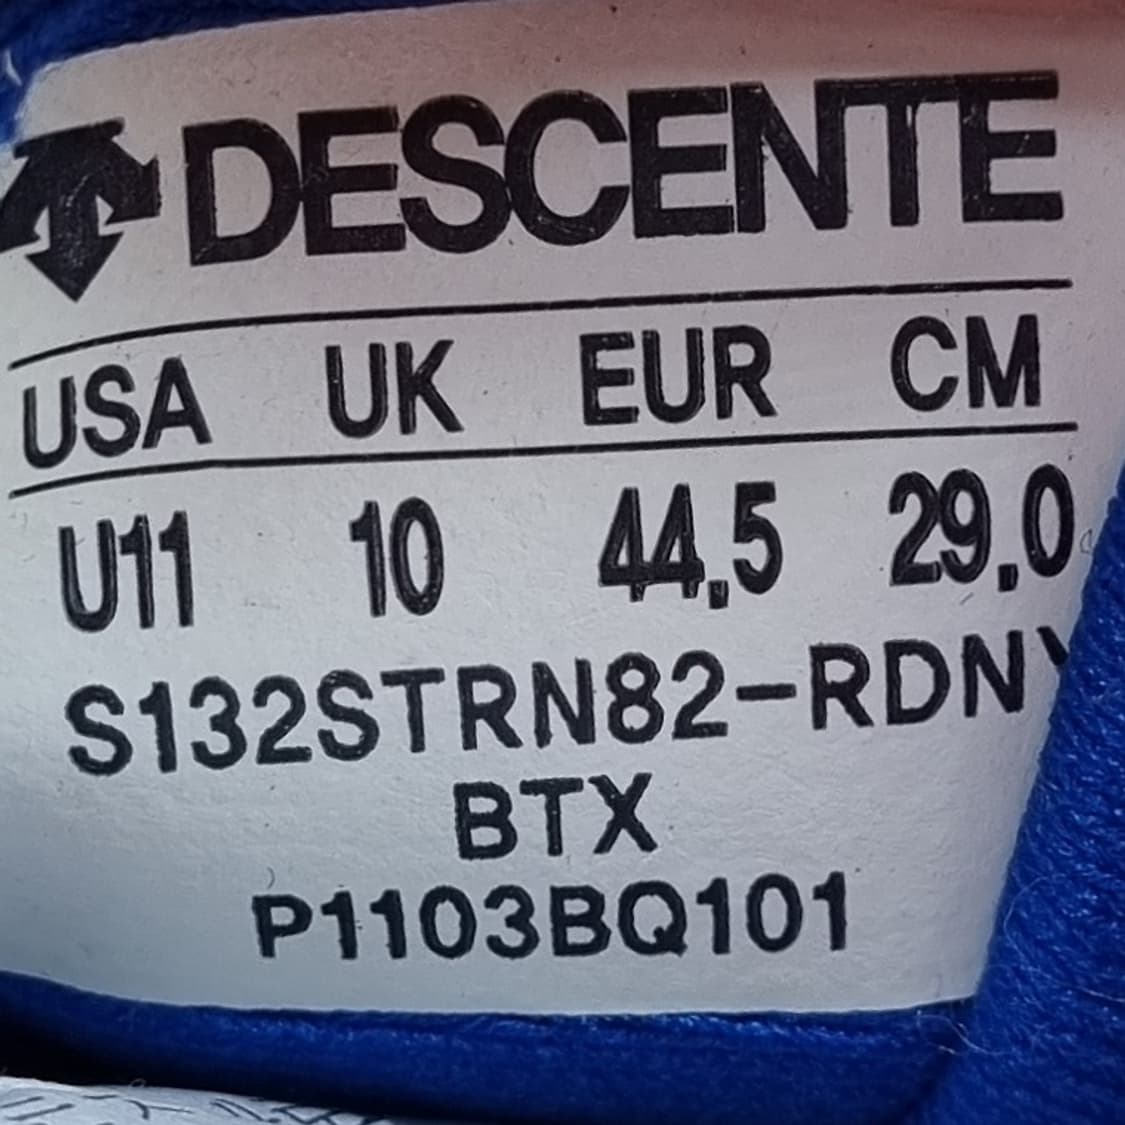 DESCENTE
USA UK EUR CM
U11 10 44.5 29.0
S132STRN82-RDN
BTX
P1103BQ101